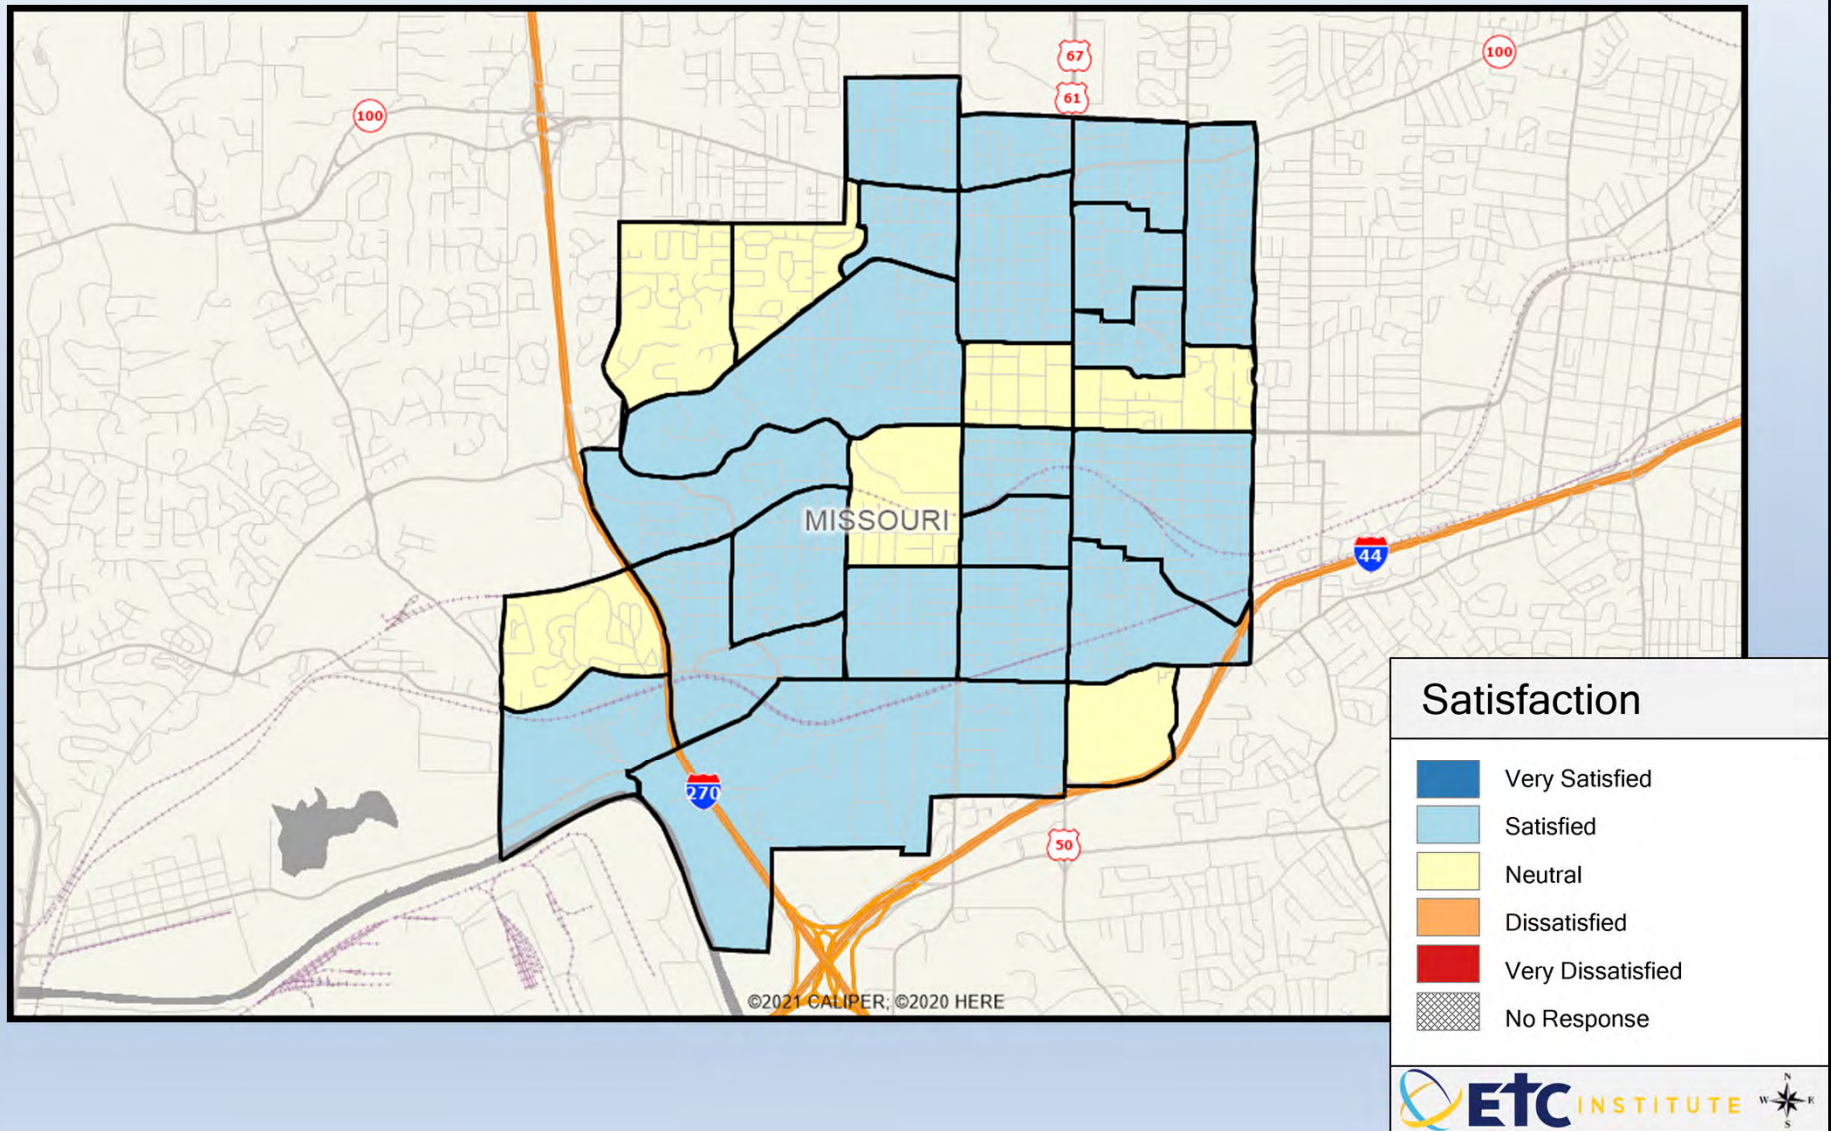 67
100
61
100
MISSOURI
44
270
50
©2021 CALIPER; ©2020 HERE
Satisfaction
Very Satisfied
Satisfied
Neutral
Dissatisfied
Very Dissatisfied
No Response
ETC INSTITUTE
N
W E
S